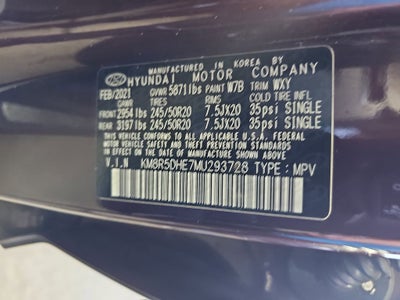 MANUFACTURED IN KOREA BY
HYUNDAI MOTOR COMPANY
FEB/2021 GVWR 5871lbs PAINT W7B TRIM WXY
GAWR TIRES RIMS COLD TIRE INFL
FRONT 2954 lbs 245/50R20 7.5JX20 35psi SINGLE
REAR 3197 lbs 245/50R20 7.5JX20 35psi SINGLE
THIS VEHICLE CONFORMS TO ALL APPLICABLE U.S.A. FEDERAL
MOTOR VEHICLE SAFETY AND THEFT PREVENTION STANDARDS
IN EFFECT ON THE DATE OF MANUFACTURE SHOWN ABOVE.
V.I.N KM8R5DHE7MU293728 TYPE : MPV